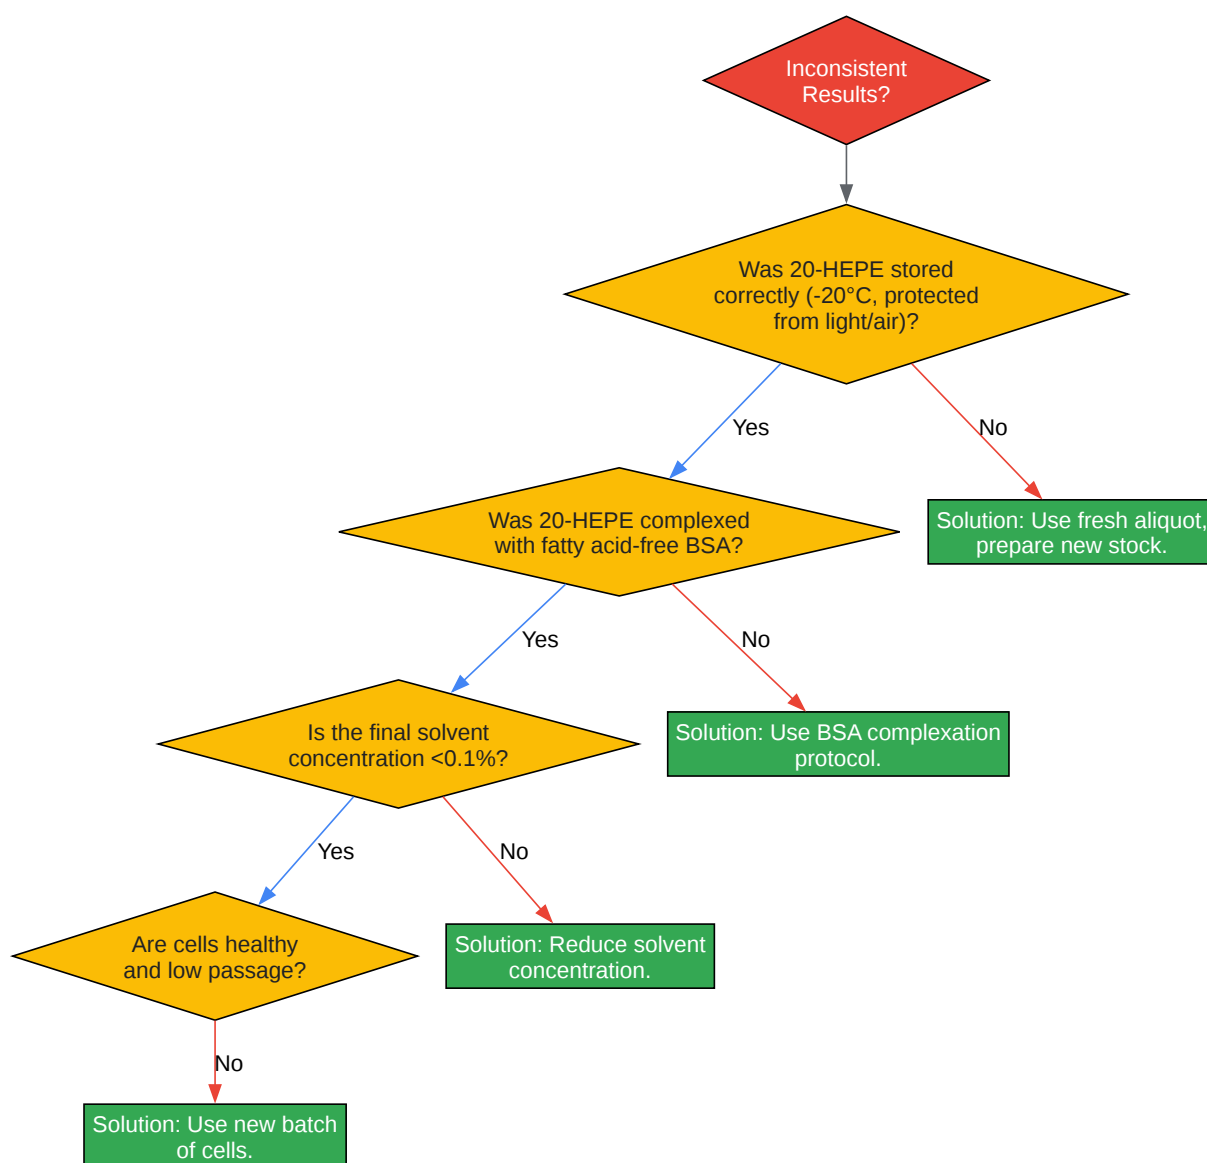 Inconsistent
Results?
Was 20-HEPE stored
correctly (-20°C, protected
from light/air)?
Yes
No
Was 20-HEPE complexed
with fatty acid-free BSA?
Solution: Use fresh aliquot,
prepare new stock.
Yes
No
Is the final solvent
concentration <0.1%?
Solution: Use BSA complexation
protocol.
Yes
No
Are cells healthy
and low passage?
Solution: Reduce solvent
concentration.
No
Solution: Use new batch
of cells.